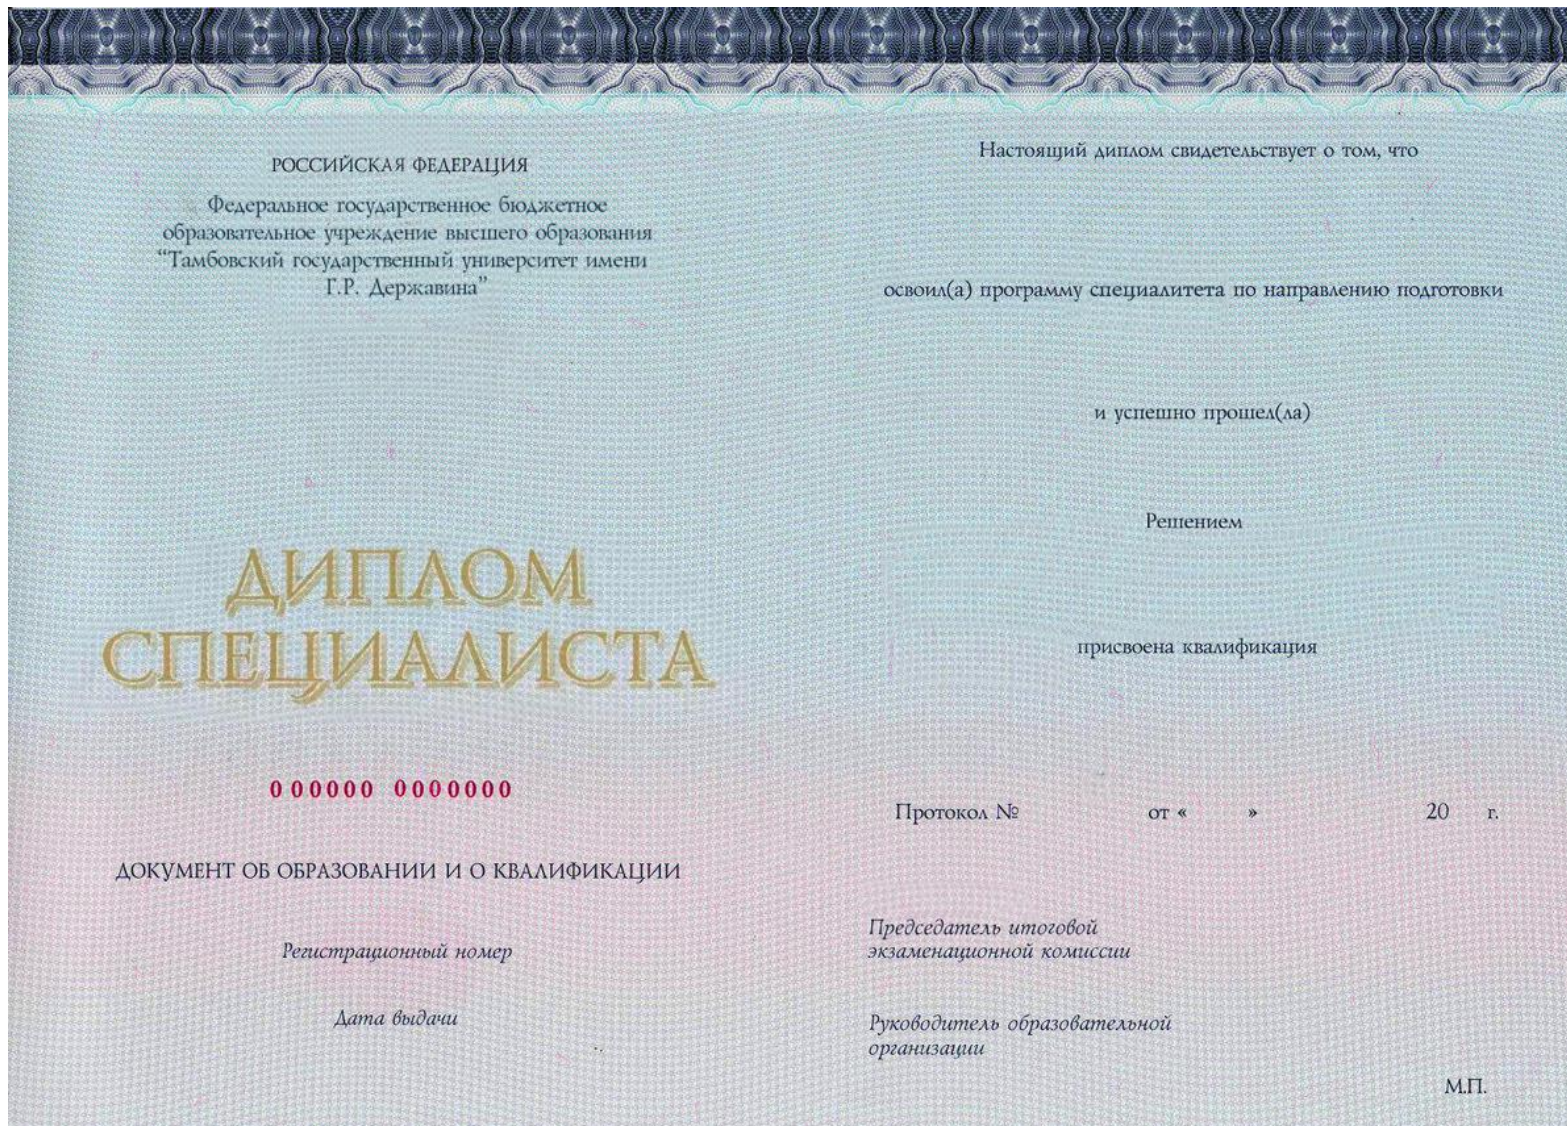 РОССИЙСКАЯ ФЕДЕРАЦИЯ
Федеральное государственное бюджетное
образовательное учреждение высшего образования
“Тамбовский государственный университет имени
Г.Р. Державина”
ДИПЛОМ
СПЕЦИАЛИСТА
000000 0000000
ДОКУМЕНТ ОБ ОБРАЗОВАНИИ И О КВАЛИФИКАЦИИ
Регистрационный номер
Дата выдачи
Настоящий диплом свидетельствует о том, что
освоил(а) программу специалитета по направлению подготовки
и успешно прошел(ла)
Решением
присвоена квалификация
Протокол № от « » 20 г.
Председатель итоговой
экзаменационной комиссии
Руководитель образовательной
организации
М.П.